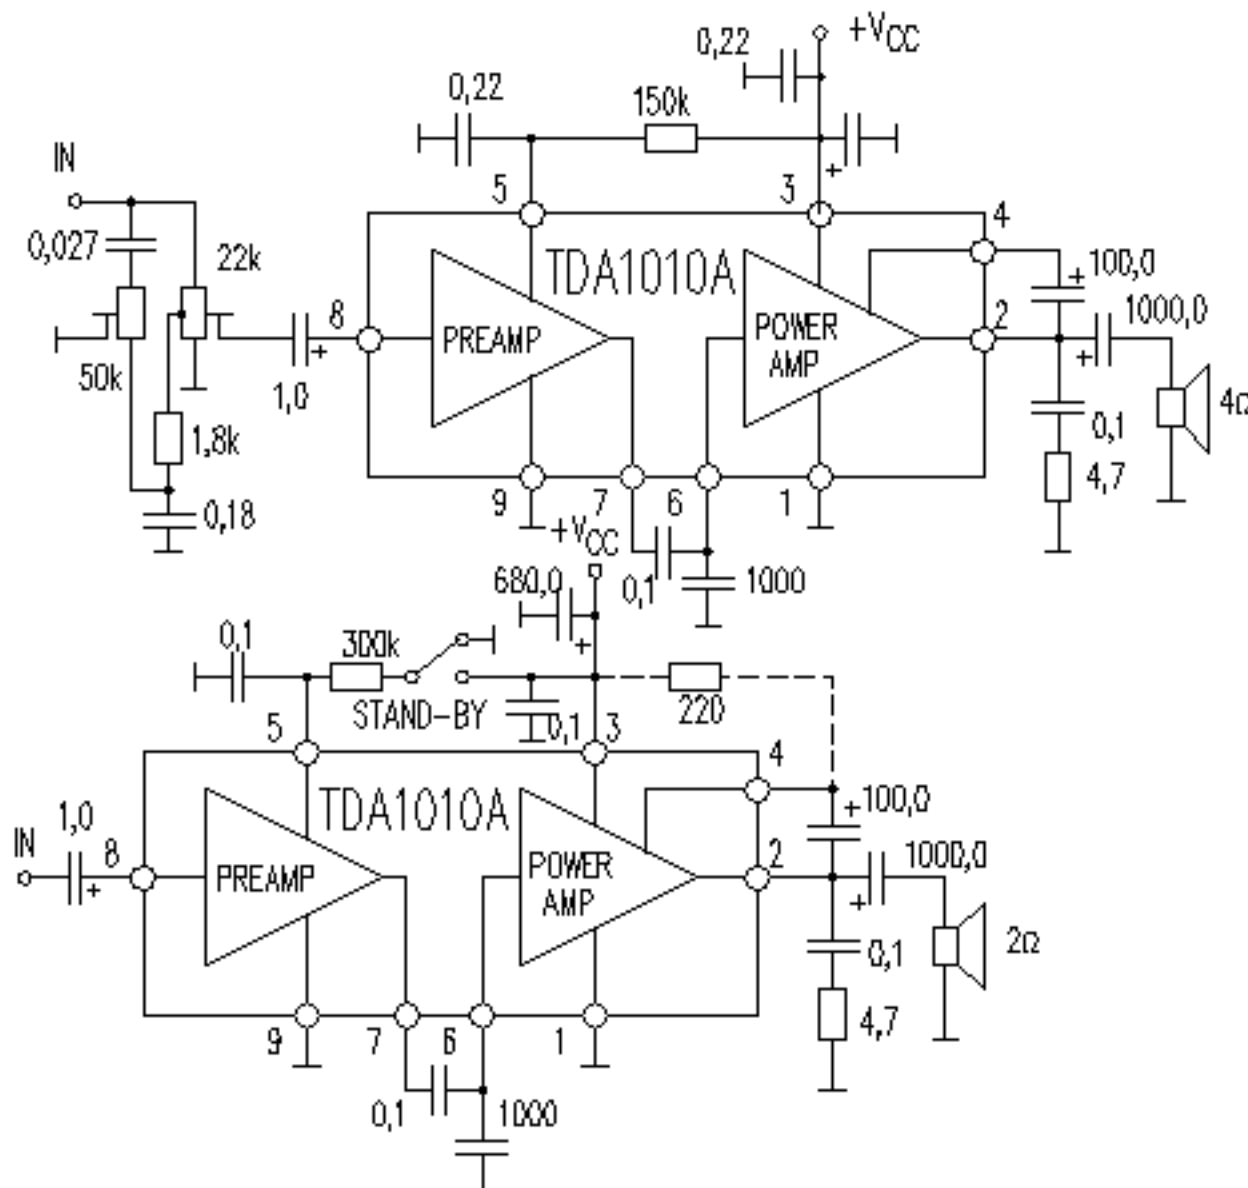 +VCC
0,22
0,22
150k
IN
5
3
4
+
0,027
22k
TDA1010A
+
100,0
8
2
1000,0
PREAMP
POWER
AMP
+
+
50k
1,0
4Ω
0,1
1,8k
4,7
9
7
6
1
0,18
+VCC
0,1
1000
680,0
+
0,1
300k
STAND-BY
220
0,1
5
3
4
TDA1010A
+
100,0
1,0
IN
8
2
1000,0
PREAMP
POWER
AMP
+
+
2Ω
0,1
4,7
9
7
6
1
0,1
1000